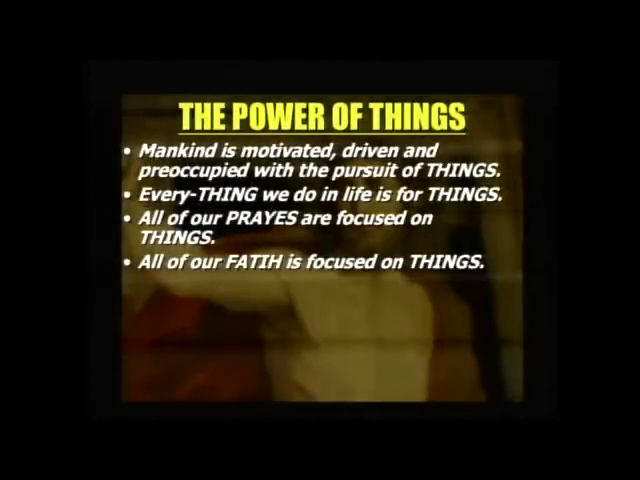 THE POWER OF THINGS
• Mankind is motivated, driven and
preoccupied with the pursuit of THINGS.
• Every-THING we do in life is for THINGS.
• All of our PRAYES are focused on
THINGS.
• All of our FATIH is focused on THINGS.